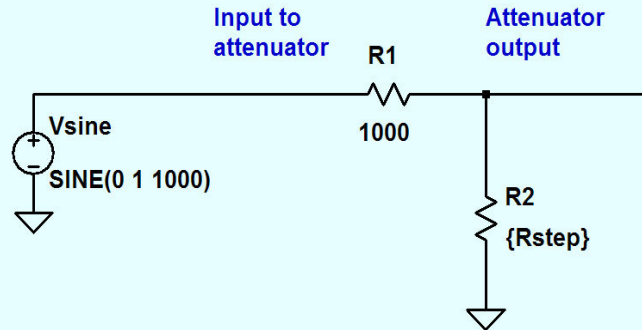 Input to
attenuator
Attenuator
output
R1
1000
Vsine
SINE(0 1 1000)
R2
{Rstep}